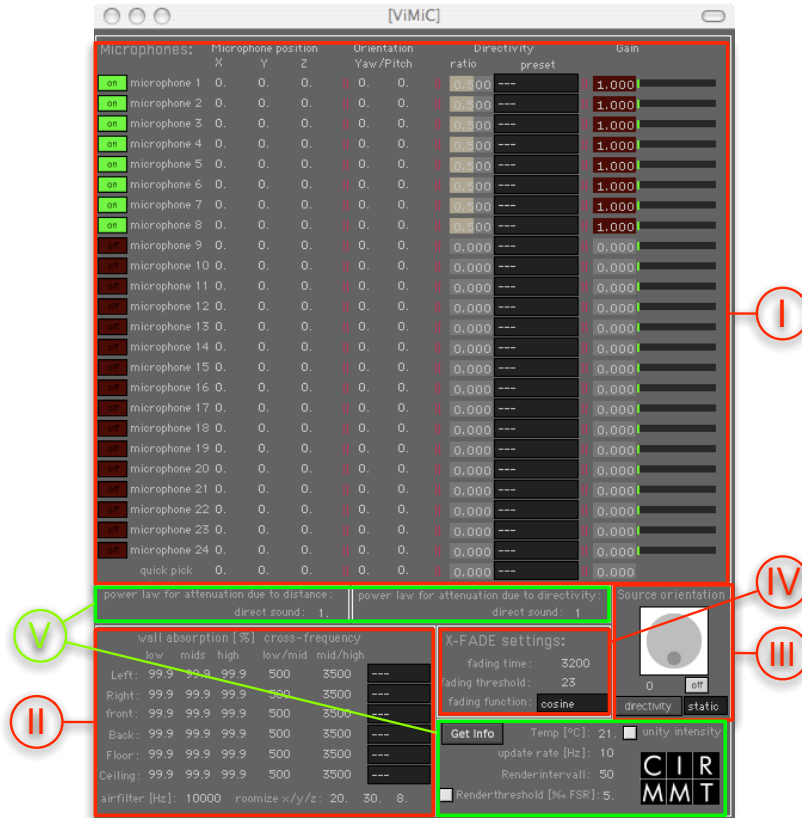 [ViMiC]
Microphones: Microphone position Orientation Directivity Gain
X Y Z Yaw/Pitch ratio preset
on microphone 1 0. 0. 0. || 0. 0. || 0.500 --- || 1.000
on microphone 2 0. 0. 0. || 0. 0. || 0.500 --- || 1.000
on microphone 3 0. 0. 0. || 0. 0. || 0.500 --- || 1.000
on microphone 4 0. 0. 0. || 0. 0. || 0.500 --- || 1.000
on microphone 5 0. 0. 0. || 0. 0. || 0.500 --- || 1.000
on microphone 6 0. 0. 0. || 0. 0. || 0.500 --- || 1.000
on microphone 7 0. 0. 0. || 0. 0. || 0.500 --- || 1.000
on microphone 8 0. 0. 0. || 0. 0. || 0.500 --- || 1.000
off microphone 9 0. 0. 0. || 0. 0. || 0.000 --- || 0.000
off microphone 10 0. 0. 0. || 0. 0. || 0.000 --- || 0.000
off microphone 11 0. 0. 0. || 0. 0. || 0.000 --- || 0.000
off microphone 12 0. 0. 0. || 0. 0. || 0.000 --- || 0.000
off microphone 13 0. 0. 0. || 0. 0. || 0.000 --- || 0.000
off microphone 14 0. 0. 0. || 0. 0. || 0.000 --- || 0.000
off microphone 15 0. 0. 0. || 0. 0. || 0.000 --- || 0.000
off microphone 16 0. 0. 0. || 0. 0. || 0.000 --- || 0.000
off microphone 17 0. 0. 0. || 0. 0. || 0.000 --- || 0.000
off microphone 18 0. 0. 0. || 0. 0. || 0.000 --- || 0.000
off microphone 19 0. 0. 0. || 0. 0. || 0.000 --- || 0.000
off microphone 20 0. 0. 0. || 0. 0. || 0.000 --- || 0.000
off microphone 21 0. 0. 0. || 0. 0. || 0.000 --- || 0.000
off microphone 22 0. 0. 0. || 0. 0. || 0.000 --- || 0.000
off microphone 23 0. 0. 0. || 0. 0. || 0.000 --- || 0.000
off microphone 24 0. 0. 0. || 0. 0. || 0.000 --- || 0.000
quick pick 0. 0. 0. || 0. 0. || 0.000 --- || 0.000
I
power law for attenuation due to distance:
direct sound: 1.
power law for attenuation due to directivity:
direct sound: 1
IV
V
Source orientation
0 off
directivity static
III
wall absorption [%] cross-frequency
low mids high low/mid mid/high
Left: 99.9 99.9 99.9 500 3500 ---
Right: 99.9 99.9 99.9 500 3500 ---
front: 99.9 99.9 99.9 500 3500 ---
Back: 99.9 99.9 99.9 500 3500 ---
Floor: 99.9 99.9 99.9 500 3500 ---
Ceiling: 99.9 99.9 99.9 500 3500 ---
airfilter [Hz]: 10000 roomize x/y/z: 20. 30. 8.
II
X-FADE settings:
fading time: 3200
fading threshold: 23
fading function: cosine
Get Info Temp [ºC]: 21. unity intensity
update rate [Hz]: 10
Renderintervall: 50
Renderthreshold [‰ FSR]: 5.
CIR
MMT